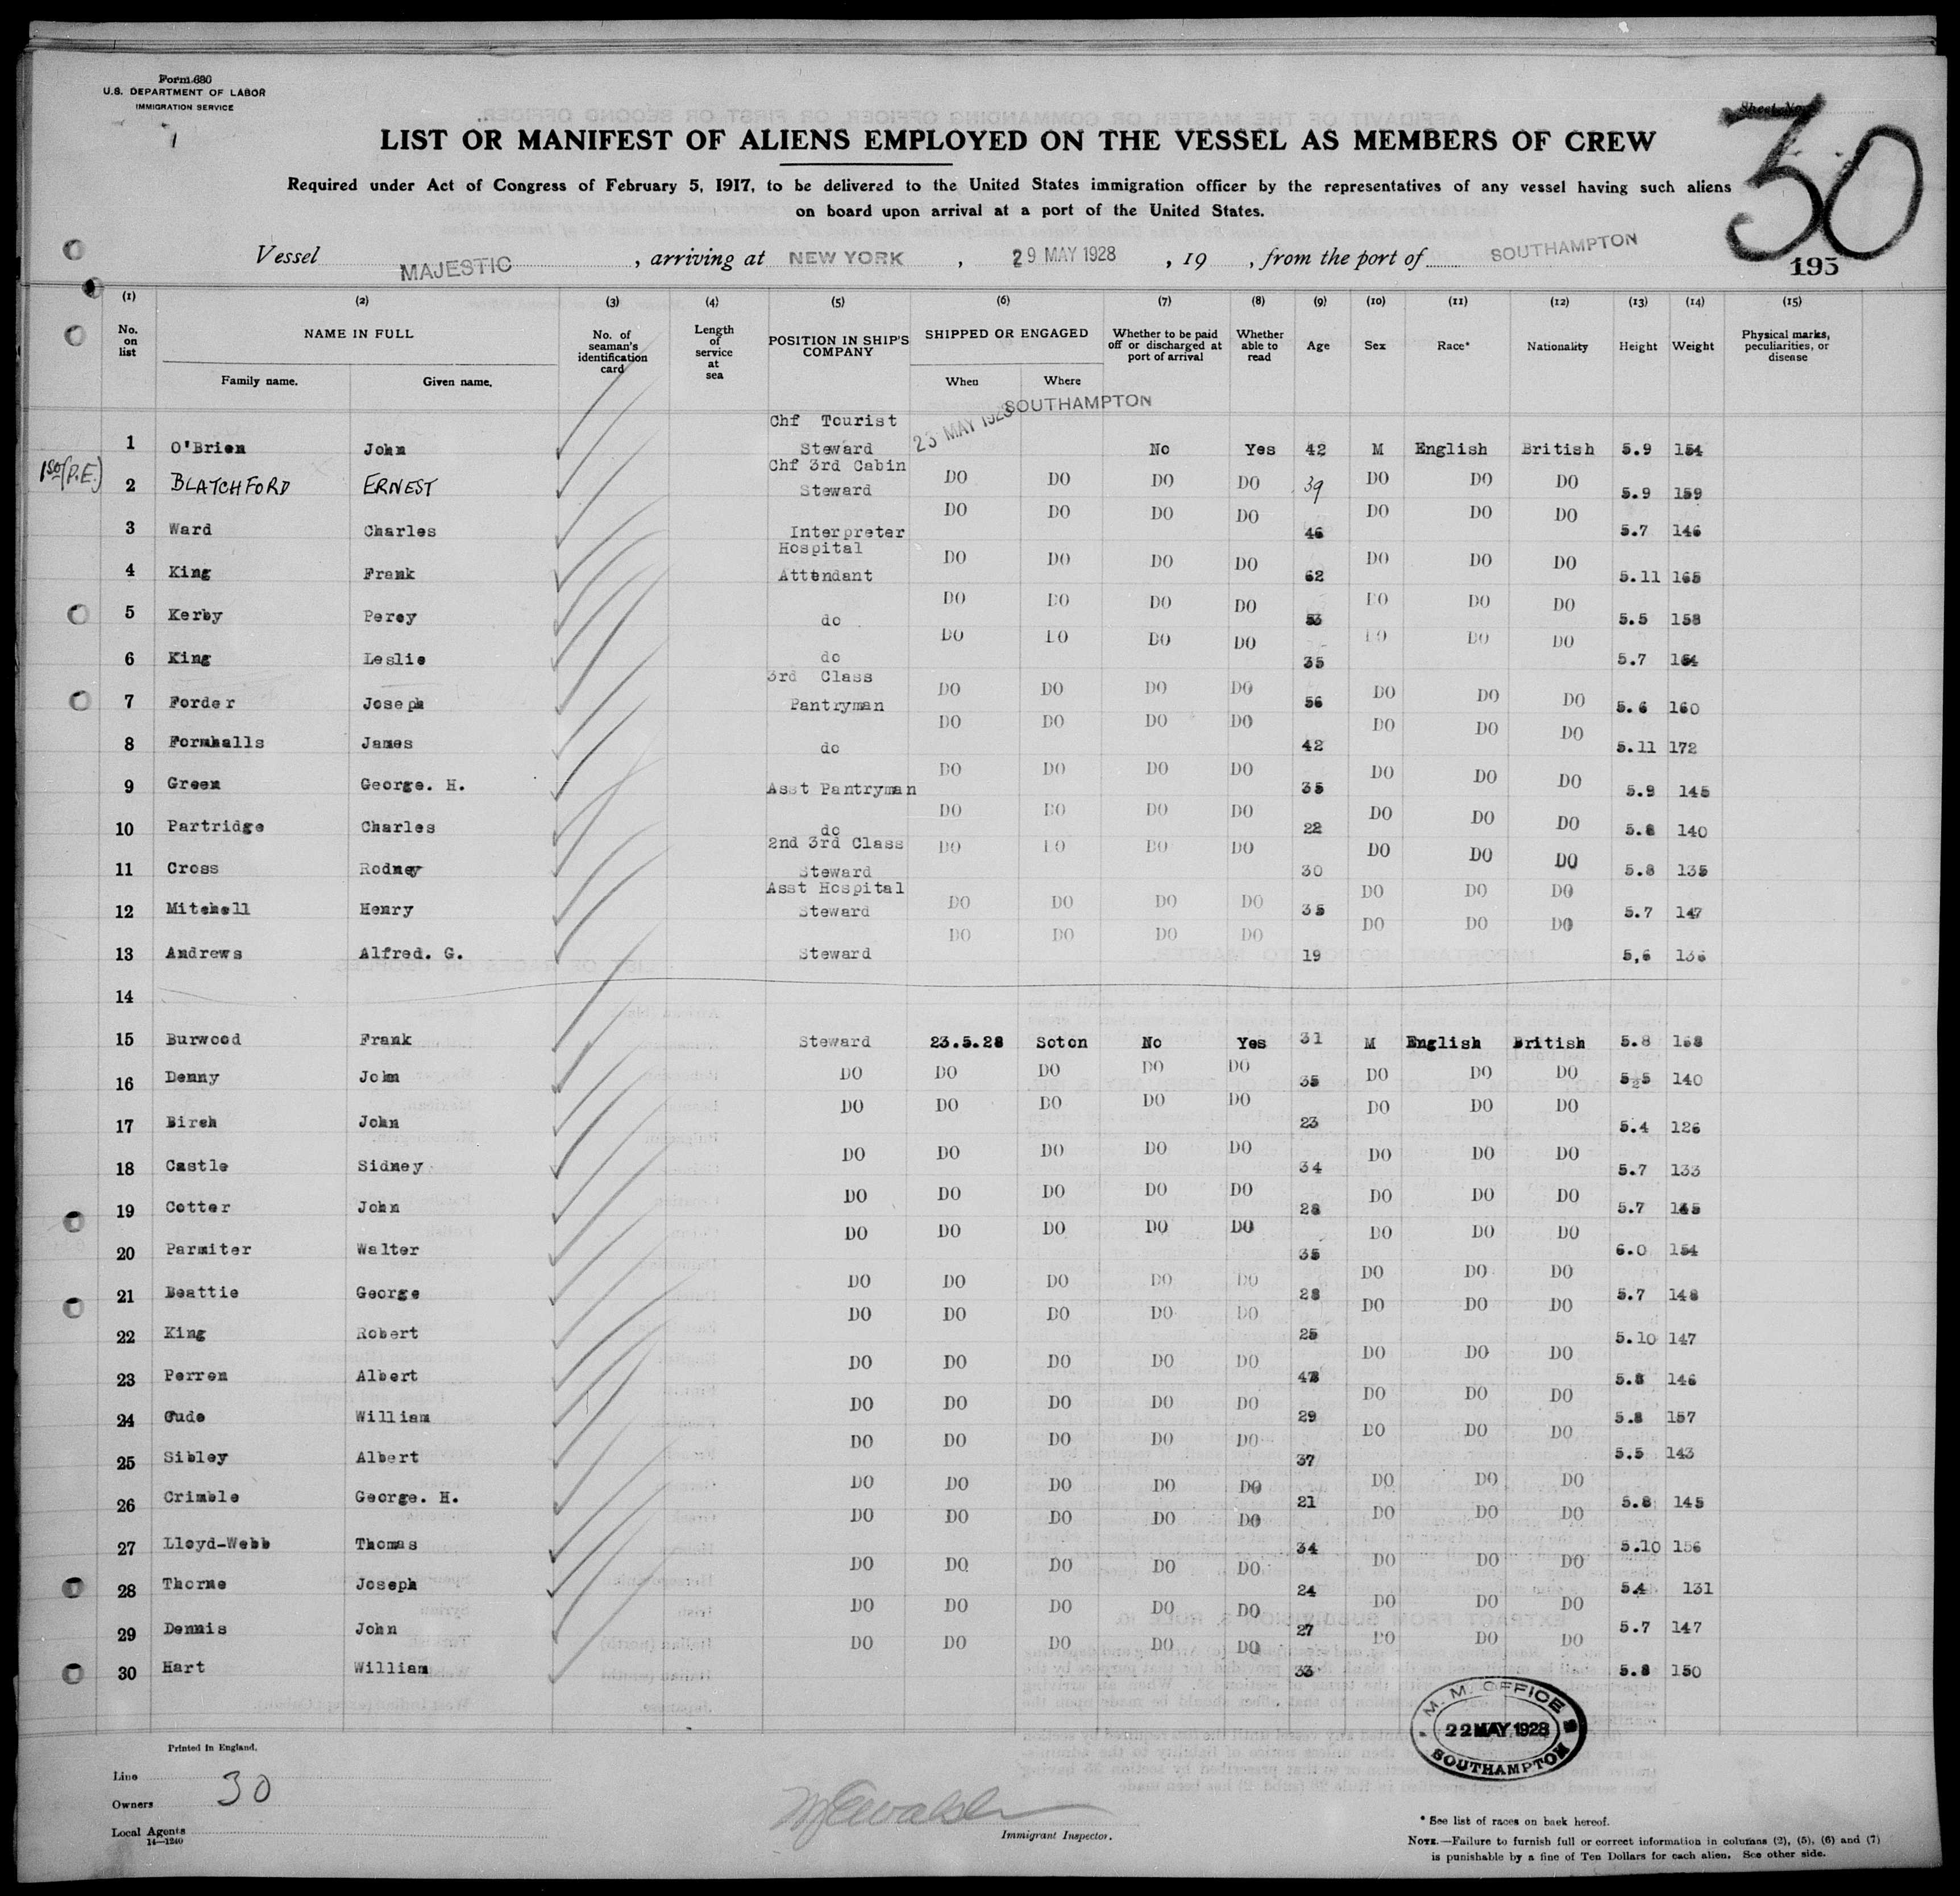 Form 680
U.S. DEPARTMENT OF LABOR
IMMIGRATION SERVICE
Sheet No.
30
LIST OR MANIFEST OF ALIENS EMPLOYED ON THE VESSEL AS MEMBERS OF CREW
Required under Act of Congress of February 5, 1917, to be delivered to the United States immigration officer by the representatives of any vessel having such aliens
on board upon arrival at a port of the United States.
Vessel MAJESTIC , arriving at NEW YORK , 29 MAY 1928 , 19 , from the port of SOUTHAMPTON
195
(1) (2) (3) (4) (5) (6) (7) (8) (9) (10) (11) (12) (13) (14) (15)
No. on list NAME IN FULL No. of seaman's identification card Length of service at sea POSITION IN SHIP'S COMPANY SHIPPED OR ENGAGED Whether to be paid off or discharged at port of arrival Whether able to read Age Sex Race* Nationality Height Weight Physical marks, peculiarities, or disease
Family name. Given name. When Where
1 O'Brien John Chf Tourist Steward 23 MAY 1928 SOUTHAMPTON No Yes 42 M English British 5.9 154
1st (P.E.) 2 BLATCHFORD ERNEST Chf 3rd Cabin Steward DO DO DO DO 39 DO DO DO 5.9 159
3 Ward Charles Interpreter DO DO DO DO 46 DO DO DO 5.7 146
4 King Frank Hospital Attendant DO DO DO DO 62 DO DO DO 5.11 165
5 Kerby Percy do DO DO DO DO 53 DO DO DO 5.5 158
6 King Leslie do DO DO DO DO 35 DO DO DO 5.7 164
7 Forder Joseph 3rd Class Pantryman DO DO DO DO 56 DO DO DO 5.6 160
8 Formhalls James do DO DO DO DO 42 DO DO DO 5.11 172
9 Green George. H. Asst Pantryman DO DO DO DO 35 DO DO DO 5.9 145
10 Partridge Charles do DO DO DO DO 22 DO DO DO 5.8 140
11 Cross Rodney 2nd 3rd Class Steward DO DO DO DO 30 DO DO DO 5.8 135
12 Mitchell Henry Asst Hospital Steward DO DO DO DO 35 DO DO DO 5.7 147
13 Andrews Alfred. G. Steward DO DO DO DO 19 DO DO DO 5,6 136
14
15 Burwood Frank Steward 23.5.28 Soton No Yes 31 M English British 5.8 168
16 Denny John DO DO DO DO DO 35 DO DO DO 5.5 140
17 Birch John DO DO DO DO DO 23 DO DO DO 5.4 126
18 Castle Sidney DO DO DO DO DO 34 DO DO DO 5.7 133
19 Cotter John DO DO DO DO DO 28 DO DO DO 5.7 145
20 Parmiter Walter DO DO DO DO DO 35 DO DO DO 6.0 154
21 Beattie George DO DO DO DO DO 28 DO DO DO 5.7 148
22 King Robert DO DO DO DO DO 25 DO DO DO 5.10 147
23 Perren Albert DO DO DO DO DO 47 DO DO DO 5.8 146
24 Gude William DO DO DO DO DO 29 DO DO DO 5.8 157
25 Sibley Albert DO DO DO DO DO 37 DO DO DO 5.5 143
26 Crimble George. H. DO DO DO DO DO 21 DO DO DO 5.8 145
27 Lloyd-Webb Thomas DO DO DO DO DO 34 DO DO DO 5.10 156
28 Thorne Joseph DO DO DO DO DO 24 DO DO DO 5.4 131
29 Dennis John DO DO DO DO DO 27 DO DO DO 5.7 147
30 Hart William DO DO DO DO DO 33 DO DO DO 5.8 150
M. M. OFFICE
22 MAY 1928
SOUTHAMPTON
Printed in England.
Line
Owners 30
Local Agents
14—1240
Immigrant Inspector.
* See list of races on back hereof.
NOTE.—Failure to furnish full or correct information in columns (2), (5), (6) and (7)
is punishable by a fine of Ten Dollars for each alien. See other side.